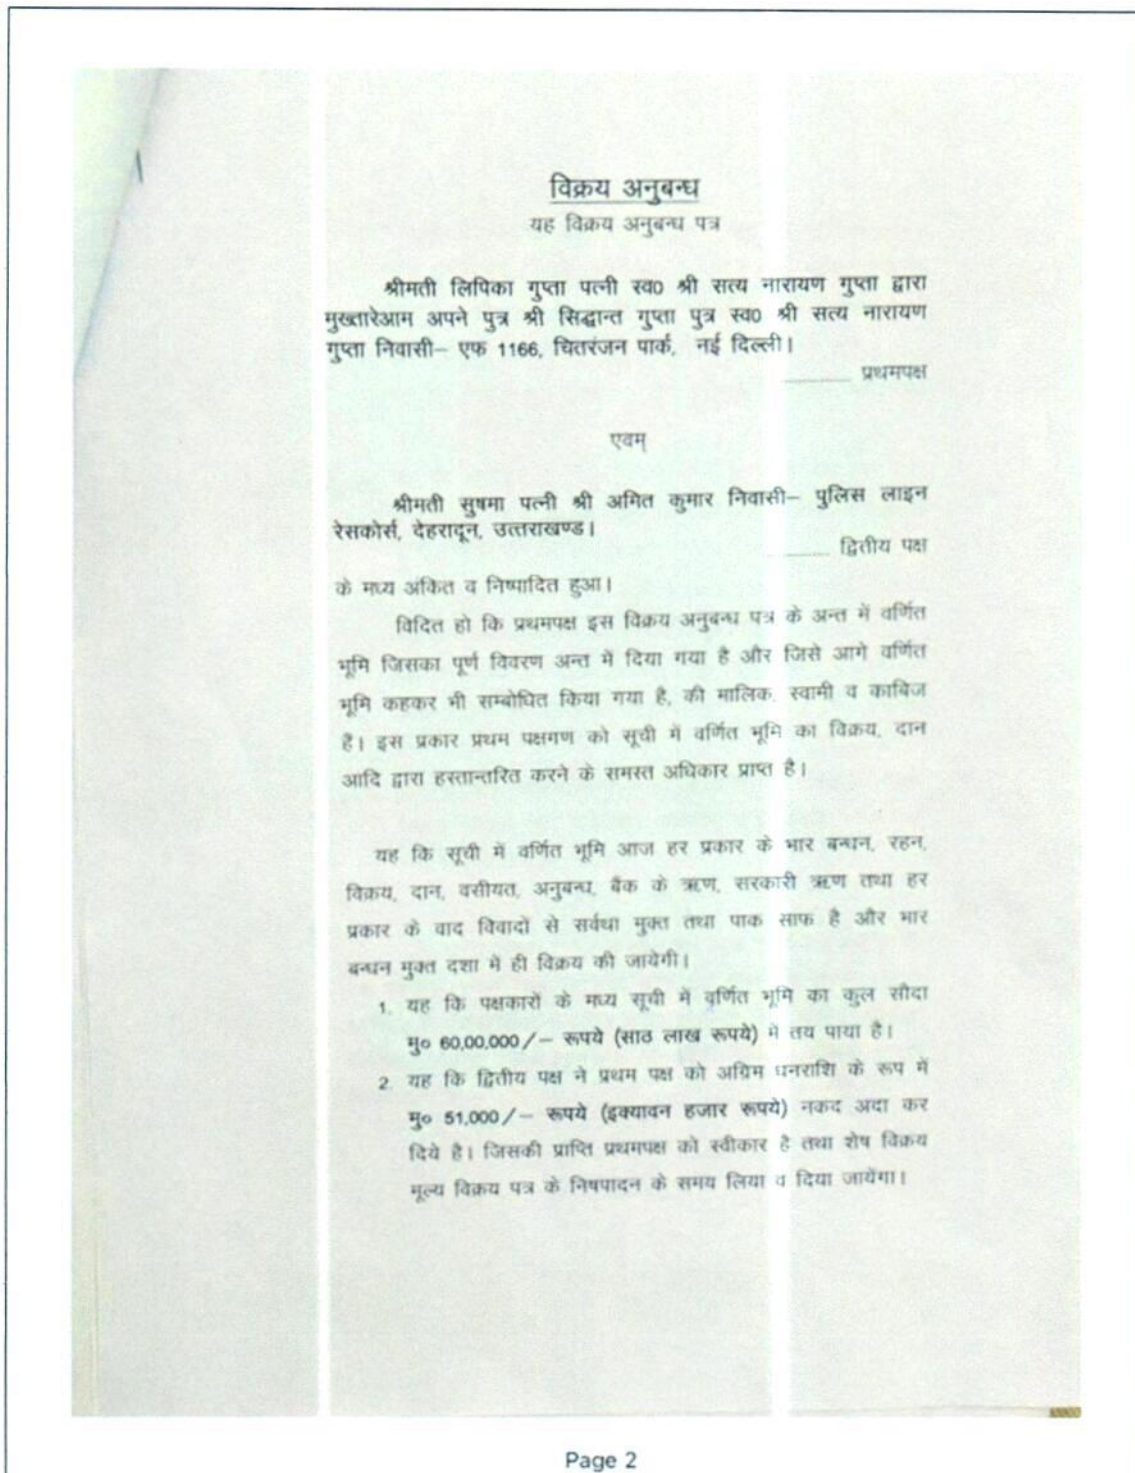 विक्रय अनुबन्ध
यह विक्रय अनुबन्ध पत्र
श्रीमती लिपिका गुप्ता पत्नी स्व0 श्री सत्य नारायण गुप्ता द्वारा
मुख्तारेआम अपने पुत्र श्री सिद्धान्त गुप्ता पुत्र स्व0 श्री सत्य नारायण
गुप्ता निवासी– एफ 1166, चितरंजन पार्क, नई दिल्ली।
............ प्रथमपक्ष
एवम्
श्रीमती सुषमा पत्नी श्री अमित कुमार निवासी– पुलिस लाइन
रेसकोर्स, देहरादून, उत्तराखण्ड।
............ द्वितीय पक्ष
के मध्य अंकित व निष्पादित हुआ।
विदित हो कि प्रथमपक्ष इस विक्रय अनुबन्ध पत्र के अन्त में वर्णित
भूमि जिसका पूर्ण विवरण अन्त में दिया गया है और जिसे आगे वर्णित
भूमि कहकर भी सम्बोधित किया गया है, की मालिक, स्वामी व काबिज
है। इस प्रकार प्रथम पक्षगण को सूची में वर्णित भूमि का विक्रय, दान
आदि द्वारा हस्तान्तरित करने के समस्त अधिकार प्राप्त है।
यह कि सूची में वर्णित भूमि आज हर प्रकार के भार बन्धन, रहन,
विक्रय, दान, वसीयत, अनुबन्ध, बैंक के ऋण, सरकारी ऋण तथा हर
प्रकार के वाद विवादों से सर्वथा मुक्त तथा पाक साफ है और भार
बन्धन मुक्त दशा में ही विक्रय की जायेगी।
1. यह कि पक्षकारों के मध्य सूची में वर्णित भूमि का कुल सौदा
मु० 60,00,000/– रूपये (साठ लाख रूपये) में तय पाया है।
2. यह कि द्वितीय पक्ष ने प्रथम पक्ष को अग्रिम धनराशि के रूप में
मु० 51,000/– रूपये (इक्यावन हजार रूपये) नकद अदा कर
दिये है। जिसकी प्राप्ति प्रथमपक्ष को स्वीकार है तथा शेष विक्रय
मूल्य विक्रय पत्र के निषपादन के समय लिया व दिया जायेंगा।
Page 2